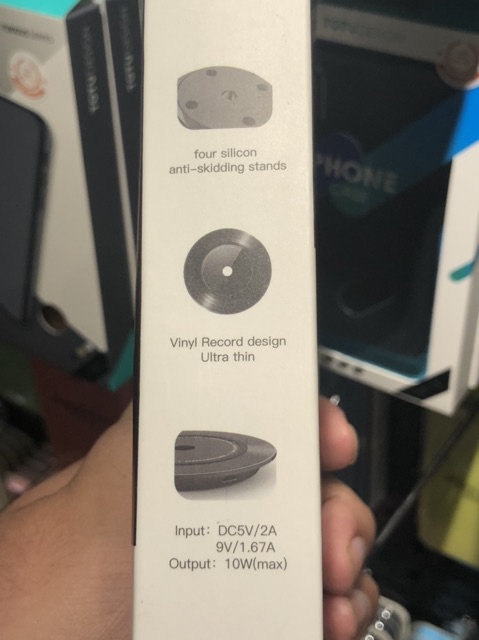 four silicon
anti-skidding stands
Vinyl Record design
Ultra thin
Input: DC5V/2A
9V/1.67A
Output: 10W(max)
PHONE